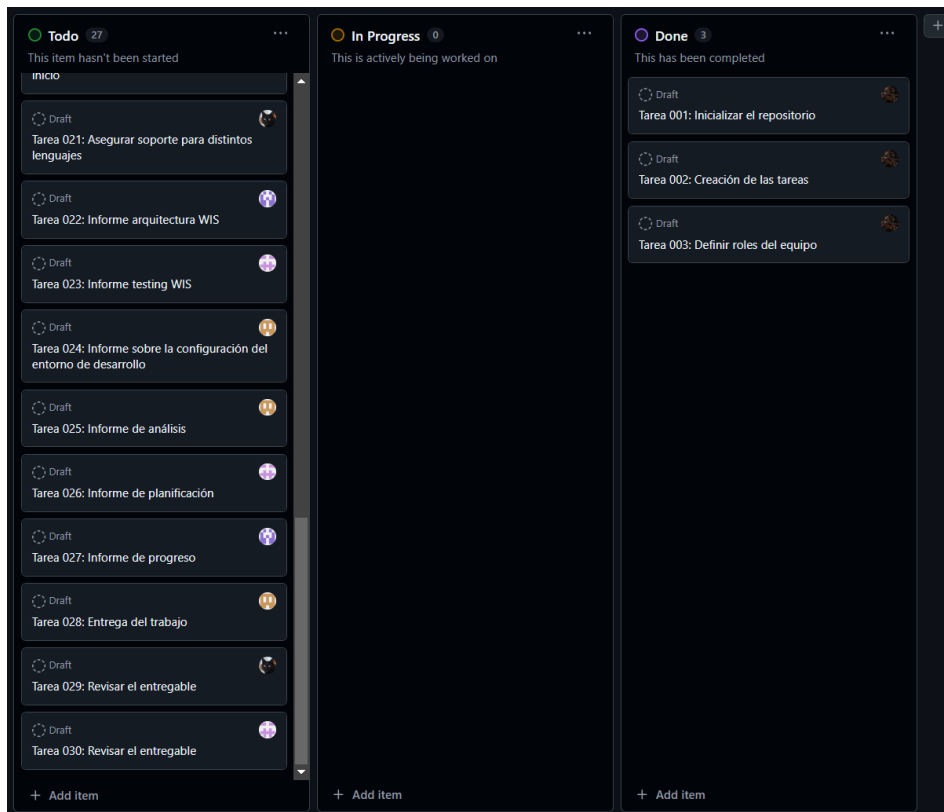 Todo 27
This item hasn't been started
inicio
Draft
Tarea 021: Asegurar soporte para distintos
lenguajes
Draft
Tarea 022: Informe arquitectura WIS
Draft
Tarea 023: Informe testing WIS
Draft
Tarea 024: Informe sobre la configuración del
entorno de desarrollo
Draft
Tarea 025: Informe de análisis
Draft
Tarea 026: Informe de planificación
Draft
Tarea 027: Informe de progreso
Draft
Tarea 028: Entrega del trabajo
Draft
Tarea 029: Revisar el entregable
Draft
Tarea 030: Revisar el entregable
+ Add item
In Progress 0
This is actively being worked on
+ Add item
Done 3
This has been completed
Draft
Tarea 001: Inicializar el repositorio
Draft
Tarea 002: Creación de las tareas
Draft
Tarea 003: Definir roles del equipo
+ Add item